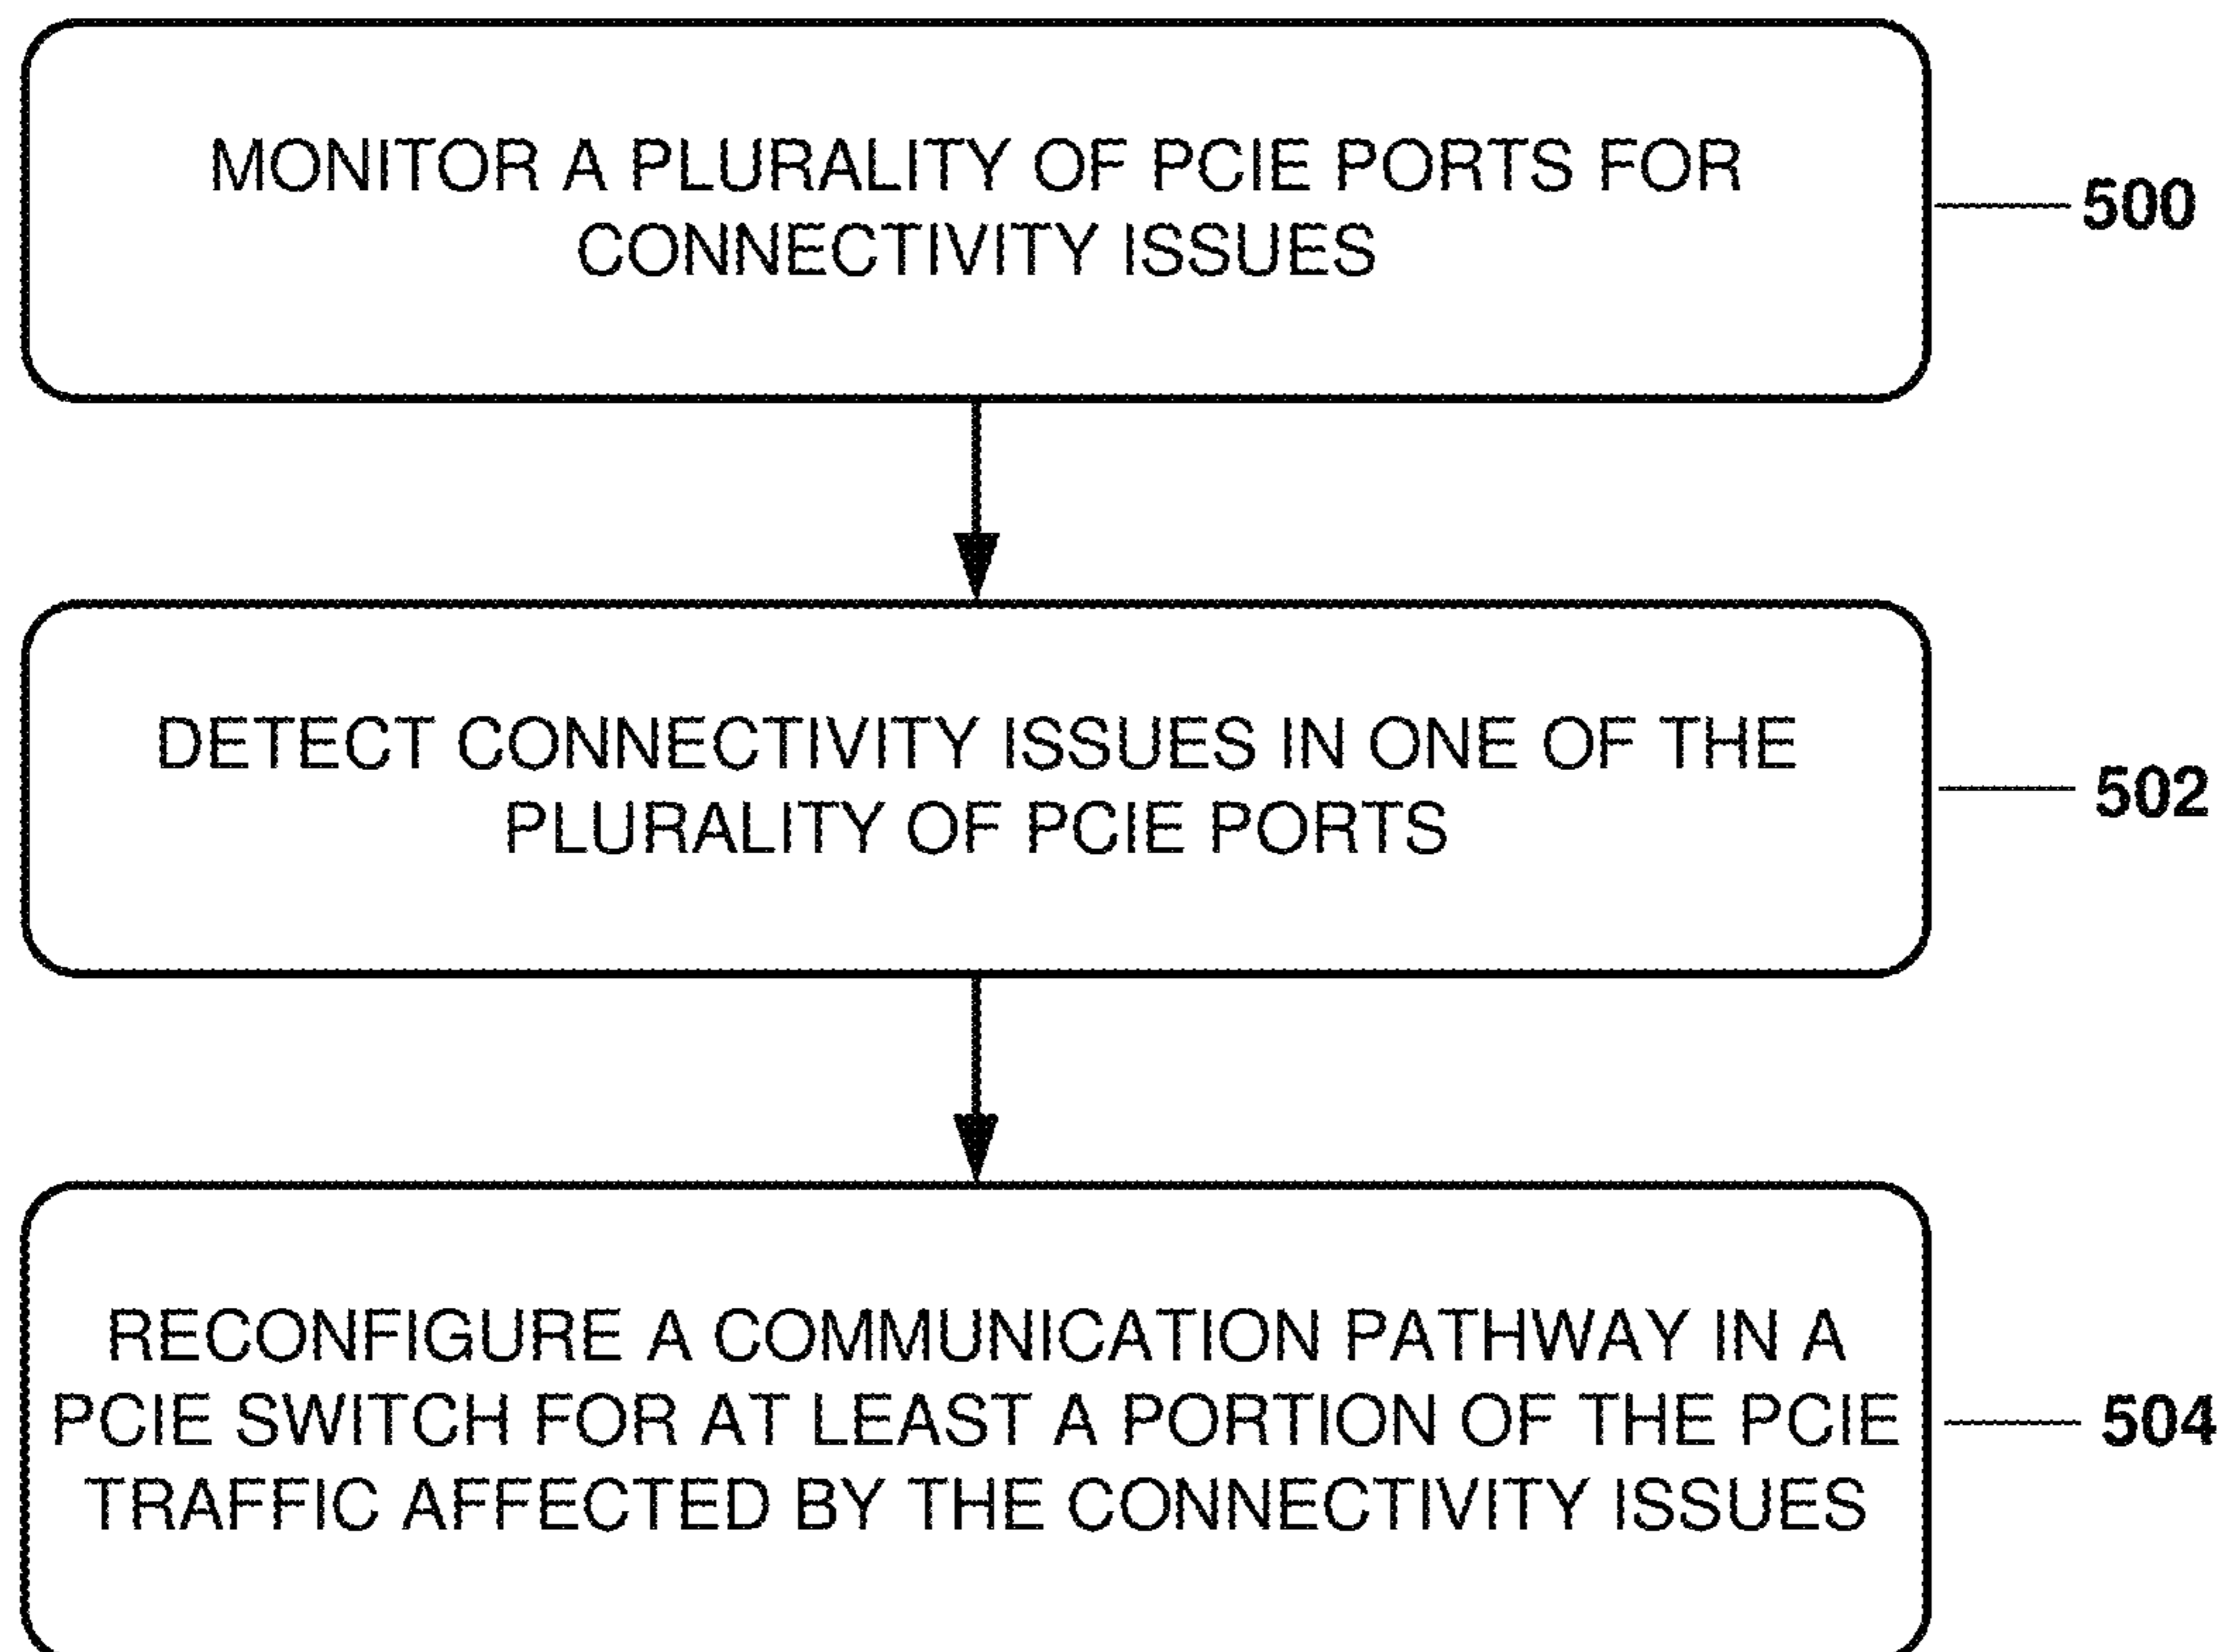 MONITOR A PLURALITY OF PCIE PORTS FOR
CONNECTIVITY ISSUES
500
DETECT CONNECTIVITY ISSUES IN ONE OF THE
PLURALITY OF PCIE PORTS
502
RECONFIGURE A COMMUNICATION PATHWAY IN A
PCIE SWITCH FOR AT LEAST A PORTION OF THE PCIE
TRAFFIC AFFECTED BY THE CONNECTIVITY ISSUES
504